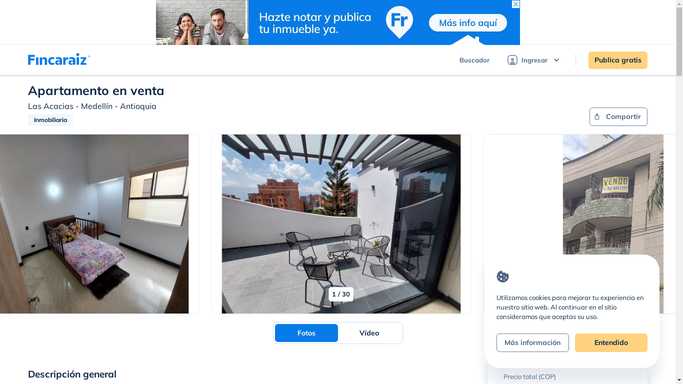 Hazte notar y publica
tu inmueble ya.
Fr
Más info aquí
Fincaraíz
Buscador
Ingresar
Publica gratis
Apartamento en venta
Las Acacias - Medellín - Antioquia
Inmobiliaria
Compartir
VENDO
1 / 30
Fotos
Vídeo
Utilizamos cookies para mejorar tu experiencia en
nuestro sitio web. Al continuar en el sitio
consideramos que aceptas su uso.
Más información
Entendido
Descripción general
Precio total (COP)